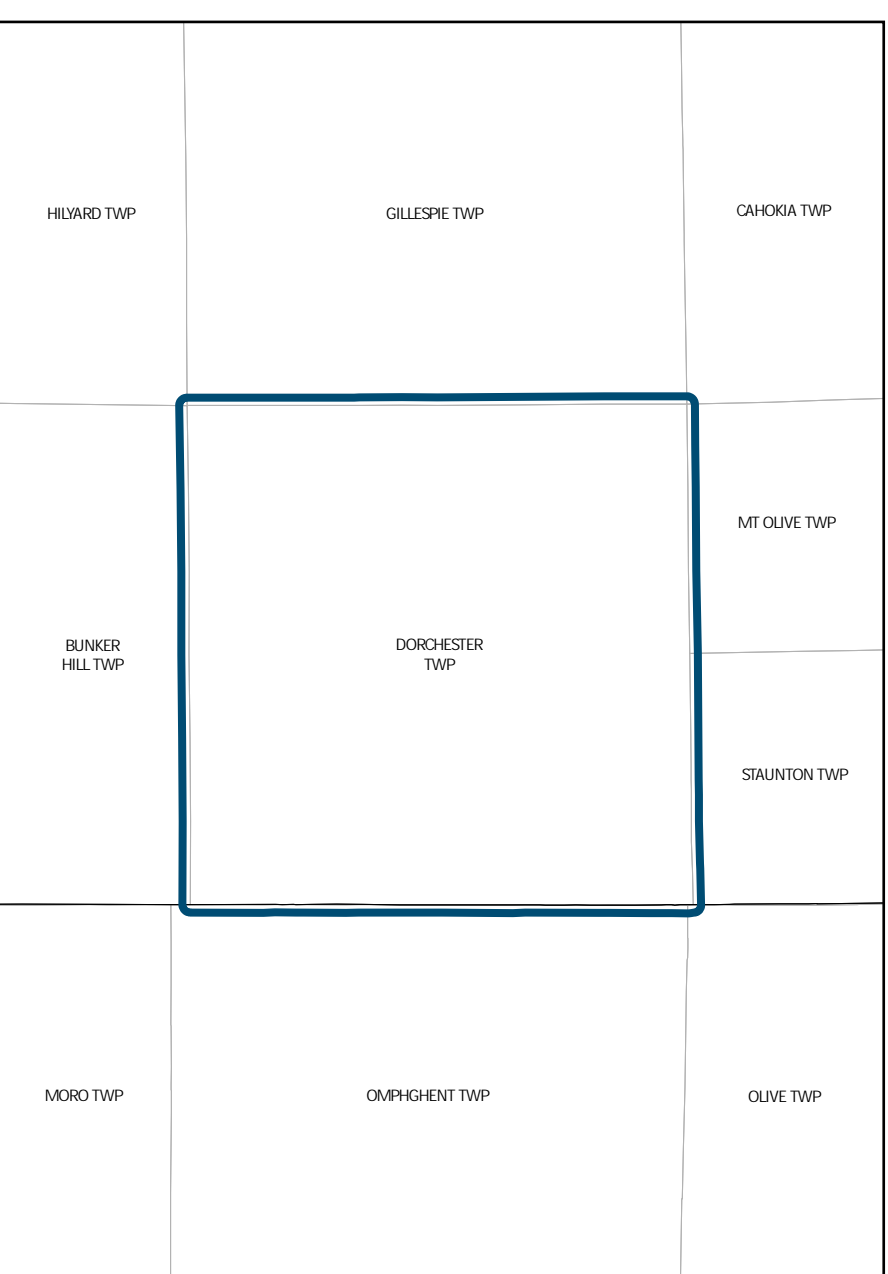 HILYARD TWP
GILLESPIE TWP
CAHOKIA TWP
MT OLIVE TWP
BUNKER
HILL TWP
DORCHESTER
TWP
STAUNTON TWP
MORO TWP
OMPHGHENT TWP
OLIVE TWP